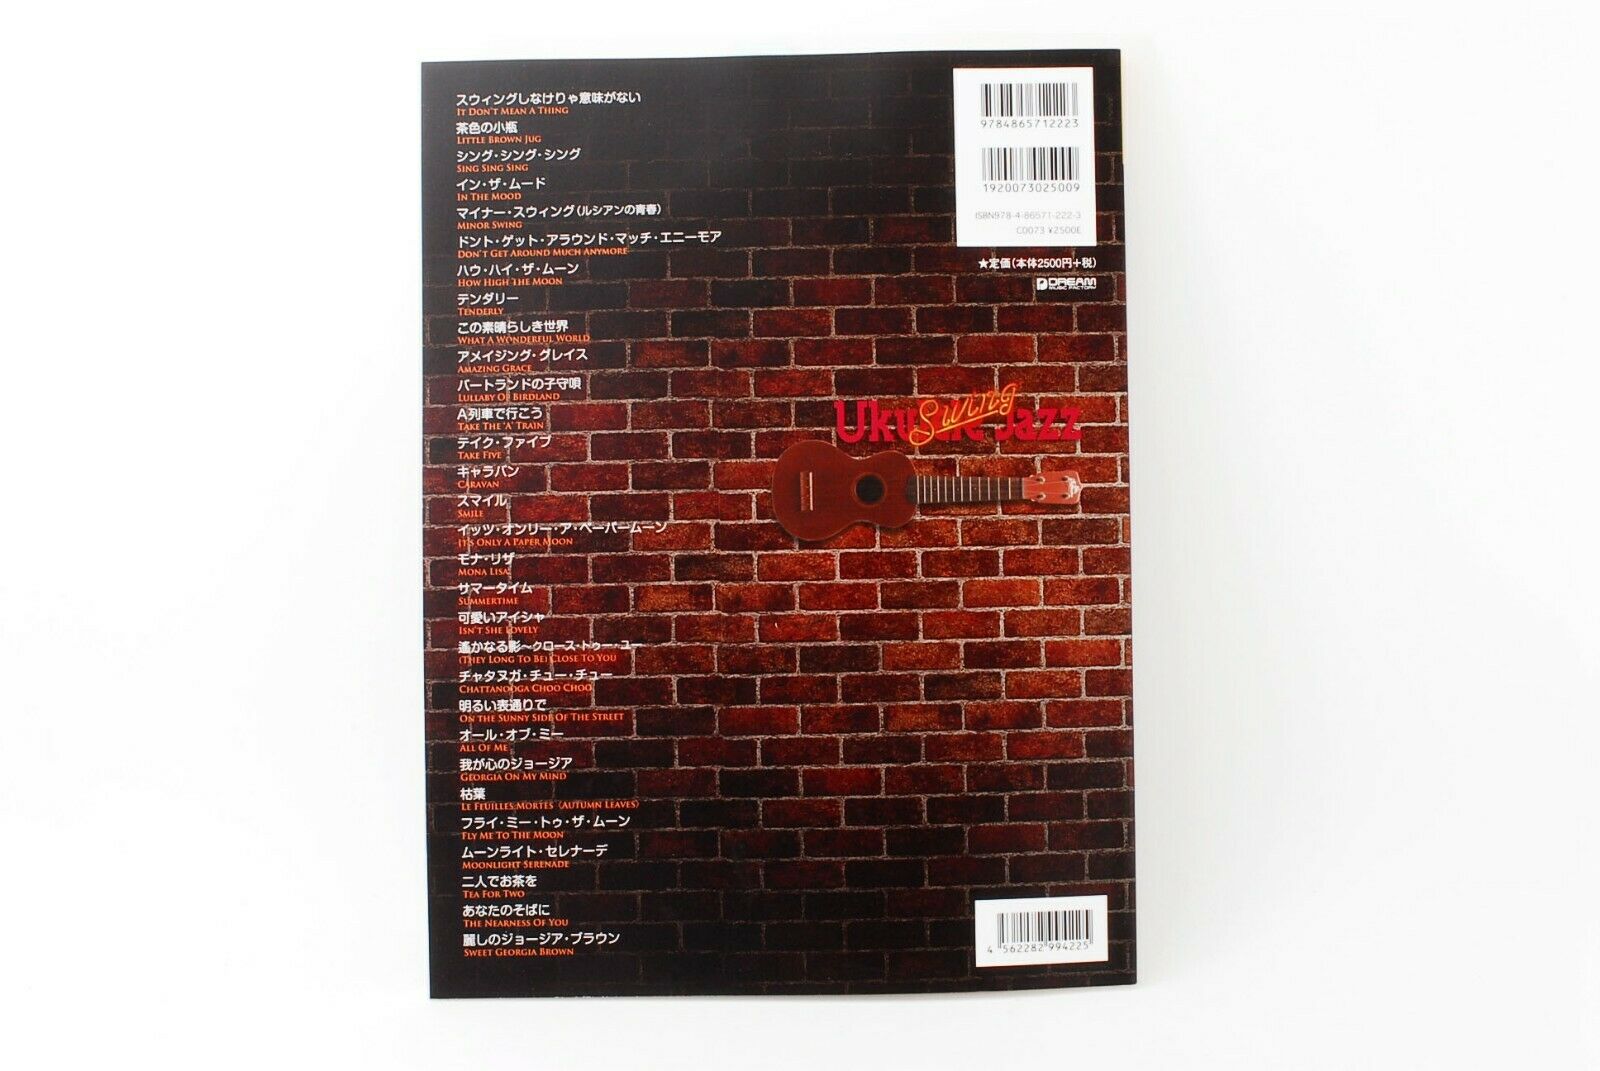 スウィングしなけりゃ意味がない
IT DON'T MEAN A THING
茶色の小瓶
LITTLE BROWN JUG
シング・シング・シング
SING SING SING
イン・ザ・ムード
IN THE MOOD
マイナー・スウィング(ルシアンの青春)
MINOR SWING
ドント・ゲット・アラウンド・マッチ・エニーモア
DON'T GET AROUND MUCH ANYMORE
ハウ・ハイ・ザ・ムーン
HOW HIGH THE MOON
テンダリー
TENDERLY
この素晴らしき世界
WHAT A WONDERFUL WORLD
アメイジング・グレイス
AMAZING GRACE
バートランドの子守唄
LULLABY OF BIRDLAND
A列車で行こう
TAKE THE 'A' TRAIN
テイク・ファイブ
TAKE FIVE
キャラバン
CARAVAN
スマイル
SMILE
イッツ・オンリー・ア・ペーパームーン
IT'S ONLY A PAPER MOON
モナ・リザ
MONA LISA
サマータイム
SUMMERTIME
可愛いアイシャ
ISN'T SHE LOVELY
遙かなる影～クロース・トゥー・ユー
(THEY LONG TO BE) CLOSE TO YOU
チャタヌガ・チュー・チュー
CHATTANOOGA CHOO CHOO
明るい表通りで
ON THE SUNNY SIDE OF THE STREET
オール・オブ・ミー
ALL OF ME
我が心のジョージア
GEORGIA ON MY MIND
枯葉
LE FEUILLES MORTES (AUTUMN LEAVES)
フライ・ミー・トゥ・ザ・ムーン
FLY ME TO THE MOON
ムーンライト・セレナーデ
MOONLIGHT SERENADE
二人でお茶を
TEA FOR TWO
あなたのそばに
THE NEARNESS OF YOU
麗しのジョージア・ブラウン
SWEET GEORGIA BROWN
9784865712223
1920073025009
ISBN978-4-86571-222-3
C0073 ¥2500E
★定価(本体2500円+税)
DREAM
MUSIC FACTORY
Swing
Jazz
4 562282 994225